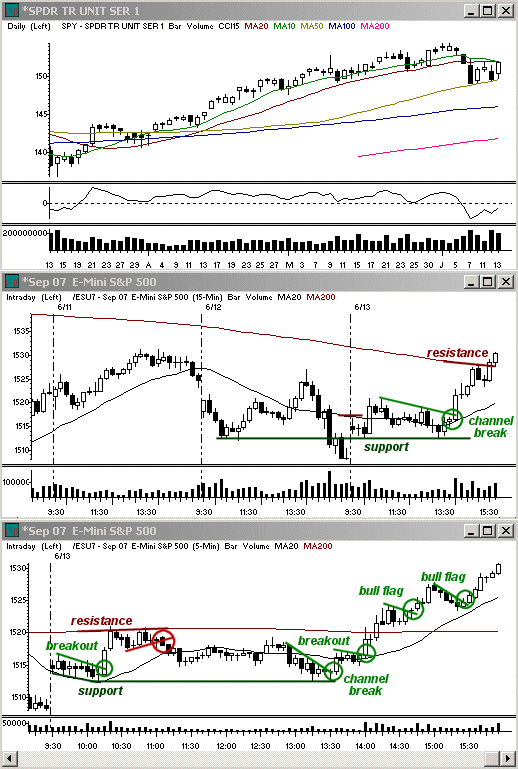 *SPDR TR UNIT SER 1
Daily (Left) SPY - SPDR TR UNIT SER 1 Bar Volume CCI15 MA20 MA10 MA50 MA100 MA200
150
145
140
0
200000000
13 15 19 21 23 27 29 A 4 9 11 13 17 19 23 25 27 M 3 7 9 11 15 17 21 23 25 30 J 5 7 11 13
*Sep 07 E-Mini S&P 500
Intraday (Left) /ESU7 - Sep 07 E-Mini S&P 500 (15-Min) Bar Volume MA20 MA200
6/11 6/12 6/13
1535
1530
1525
1520
1515
1510
resistance
channel
break
support
100000
9:30 11:30 13:30 9:30 11:30 13:30 9:30 11:30 13:30 15:30
*Sep 07 E-Mini S&P 500
Intraday (Left) /ESU7 - Sep 07 E-Mini S&P 500 (5-Min) Bar Volume MA20 MA200
6/13
1530
1525
1520
1515
1510
bull flag
bull flag
resistance
breakout
breakout
support
channel
break
50000
9:30 10:00 10:30 11:00 11:30 12:00 12:30 13:00 13:30 14:00 14:30 15:00 15:30